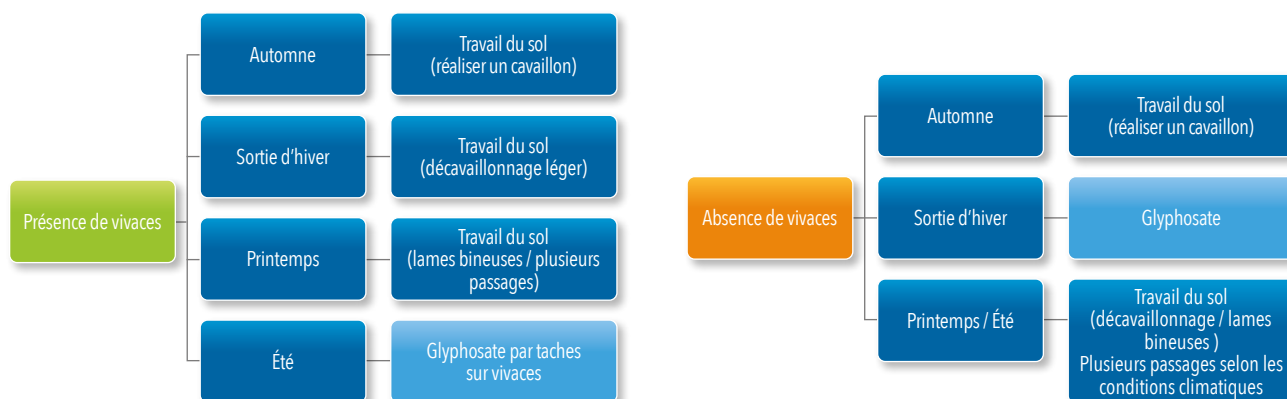 Présence de vivaces
Automne
Travail du sol
(réaliser un cavaillon)
Sortie d'hiver
Travail du sol
(décavaillonnage léger)
Printemps
Travail du sol
(lames bineuses / plusieurs
passages)
Été
Glyphosate par taches
sur vivaces
Absence de vivaces
Automne
Travail du sol
(réaliser un cavaillon)
Sortie d'hiver
Glyphosate
Printemps / Été
Travail du sol
(décavaillonnage / lames
bineuses )
Plusieurs passages selon les
conditions climatiques